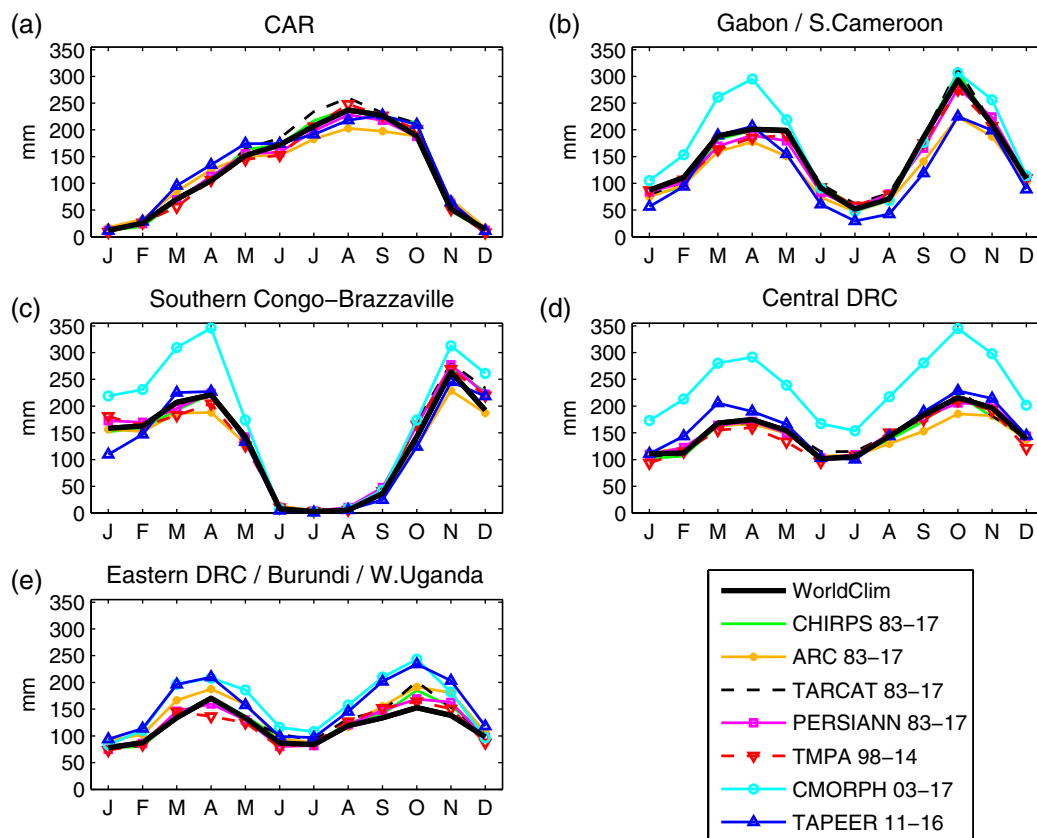 (a) CAR
350
300
250
200
150
100
50
0
mm
J F M A M J J A S O N D
(b) Gabon / S.Cameroon
350
300
250
200
150
100
50
0
mm
J F M A M J J A S O N D
(c) Southern Congo−Brazzaville
350
300
250
200
150
100
50
0
mm
J F M A M J J A S O N D
(d) Central DRC
350
300
250
200
150
100
50
0
mm
J F M A M J J A S O N D
(e) Eastern DRC / Burundi / W.Uganda
350
300
250
200
150
100
50
0
mm
J F M A M J J A S O N D
WorldClim
CHIRPS 83−17
ARC 83−17
TARCAT 83−17
PERSIANN 83−17
TMPA 98−14
CMORPH 03−17
TAPEER 11−16